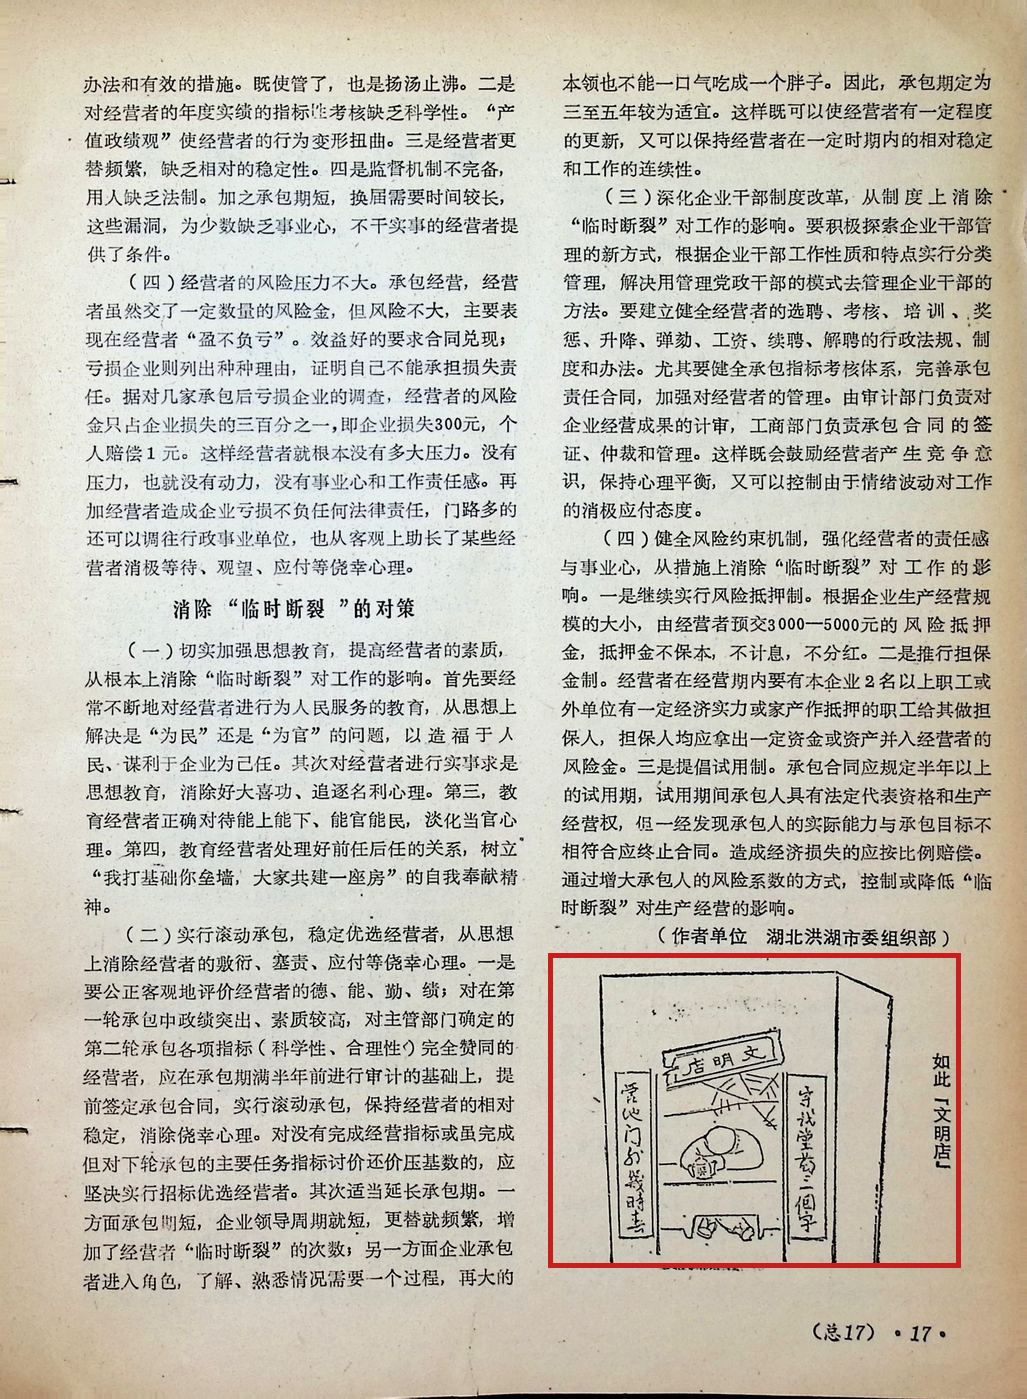 办法和有效的措施。既使管了，也是扬汤止沸。二是
对经营者的年度实绩的指标性考核缺乏科学性。“产
值政绩观”使经营者的行为变形扭曲。三是经营者更
替频繁，缺乏相对的稳定性。四是监督机制不完备，
用人缺乏法制。加之承包期短，换届需要时间较长，
这些漏洞，为少数缺乏事业心，不干实事的经营者提
供了条件。
（四）经营者的风险压力不大。承包经营，经营
者虽然交了一定数量的风险金，但风险不大，主要表
现在经营者“盈不负亏”。效益好的要求合同兑现；
亏损企业则列出种种理由，证明自己不能承担损失责
任。据对几家承包后亏损企业的调查，经营者的风险
金只占企业损失的三百分之一，即企业损失300元，个
人赔偿1元。这样经营者就根本没有多大压力。没有
压力，也就没有动力，没有事业心和工作责任感。再
加经营者造成企业亏损不负任何法律责任，门路多的
还可以调往行政事业单位，也从客观上助长了某些经
营者消极等待、观望、应付等侥幸心理。
消除“临时断裂”的对策
（一）切实加强思想教育，提高经营者的素质，
从根本上消除“临时断裂”对工作的影响。首先要经
常不断地对经营者进行为人民服务的教育，从思想上
解决是“为民”还是“为官”的问题，以造福于人
民、谋利于企业为己任。其次对经营者进行实事求是
思想教育，消除好大喜功、追逐名利心理。第三，教
育经营者正确对待能上能下、能官能民，淡化当官心
理。第四，教育经营者处理好前任后任的关系，树立
“我打基础你垒墙，大家共建一座房”的自我奉献精
神。
（二）实行滚动承包，稳定优选经营者，从思想
上消除经营者的敷衍、塞责、应付等侥幸心理。一是
要公正客观地评价经营者的德、能、勤、绩；对在第
一轮承包中政绩突出、素质较高，对主管部门确定的
第二轮承包各项指标（科学性、合理性）完全赞同的
经营者，应在承包期满半年前进行审计的基础上，提
前签定承包合同，实行滚动承包，保持经营者的相对
稳定，消除侥幸心理。对没有完成经营指标或虽完成
但对下轮承包的主要任务指标讨价还价压基数的，应
坚决实行招标优选经营者。其次适当延长承包期。一
方面承包期短，企业领导周期就短，更替就频繁，增
加了经营者“临时断裂”的次数；另一方面企业承包
者进入角色，了解、熟悉情况需要一个过程，再大的
本领也不能一口气吃成一个胖子。因此，承包期定为
三至五年较为适宜。这样既可以使经营者有一定程度
的更新，又可以保持经营者在一定时期内的相对稳定
和工作的连续性。
（三）深化企业干部制度改革，从制度上消除
“临时断裂”对工作的影响。要积极探索企业干部管
理的新方式，根据企业干部工作性质和特点实行分类
管理，解决用管理党政干部的模式去管理企业干部的
方法。要建立健全经营者的选聘、考核、培训、奖
惩、升降、弹劾、工资、续聘、解聘的行政法规、制
度和办法。尤其要健全承包指标考核体系，完善承包
责任合同，加强对经营者的管理。由审计部门负责对
企业经营成果的计审，工商部门负责承包合同的签
证、仲裁和管理。这样既会鼓励经营者产生竞争意
识，保持心理平衡，又可以控制由于情绪波动对工作
的消极应付态度。
（四）健全风险约束机制，强化经营者的责任感
与事业心，从措施上消除“临时断裂”对工作的影
响。一是继续实行风险抵押制。根据企业生产经营规
模的大小，由经营者预交3000—5000元的风险抵押
金，抵押金不保本，不计息，不分红。二是推行担保
金制。经营者在经营期内要有本企业2名以上职工或
外单位有一定经济实力或家产作抵押的职工给其做担
保人，担保人均应拿出一定资金或资产并入经营者的
风险金。三是提倡试用制。承包合同应规定半年以上
的试用期，试用期间承包人具有法定代表资格和生产
经营权，但一经发现承包人的实际能力与承包目标不
相符合应终止合同。造成经济损失的应按比例赔偿。
通过增大承包人的风险系数的方式，控制或降低“临
时断裂”对生产经营的影响。
（作者单位　湖北洪湖市委组织部）
如此「文明店」
文明店
守我堂前三個字
管他门外幾時春
（总17）·17·